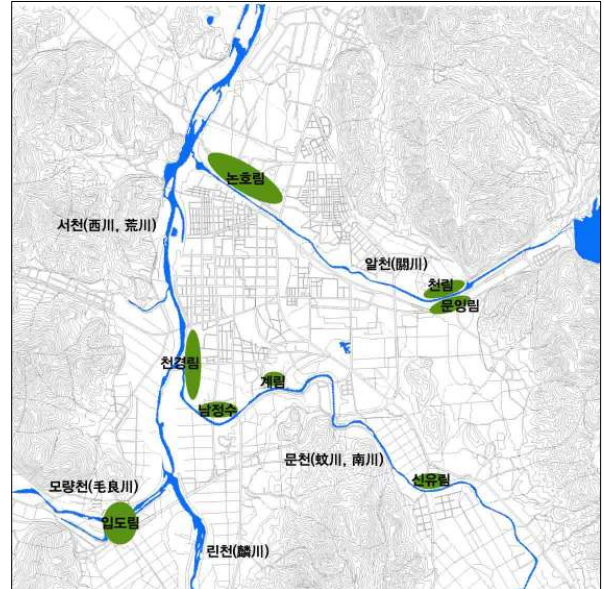 논호림
서천(西川, 荒川)
알천(閼川)
천림
문잉림
천경림
계림
남정수
문천(蚊川, 南川)
신유림
모량천(毛良川)
입도림
린천(麟川)